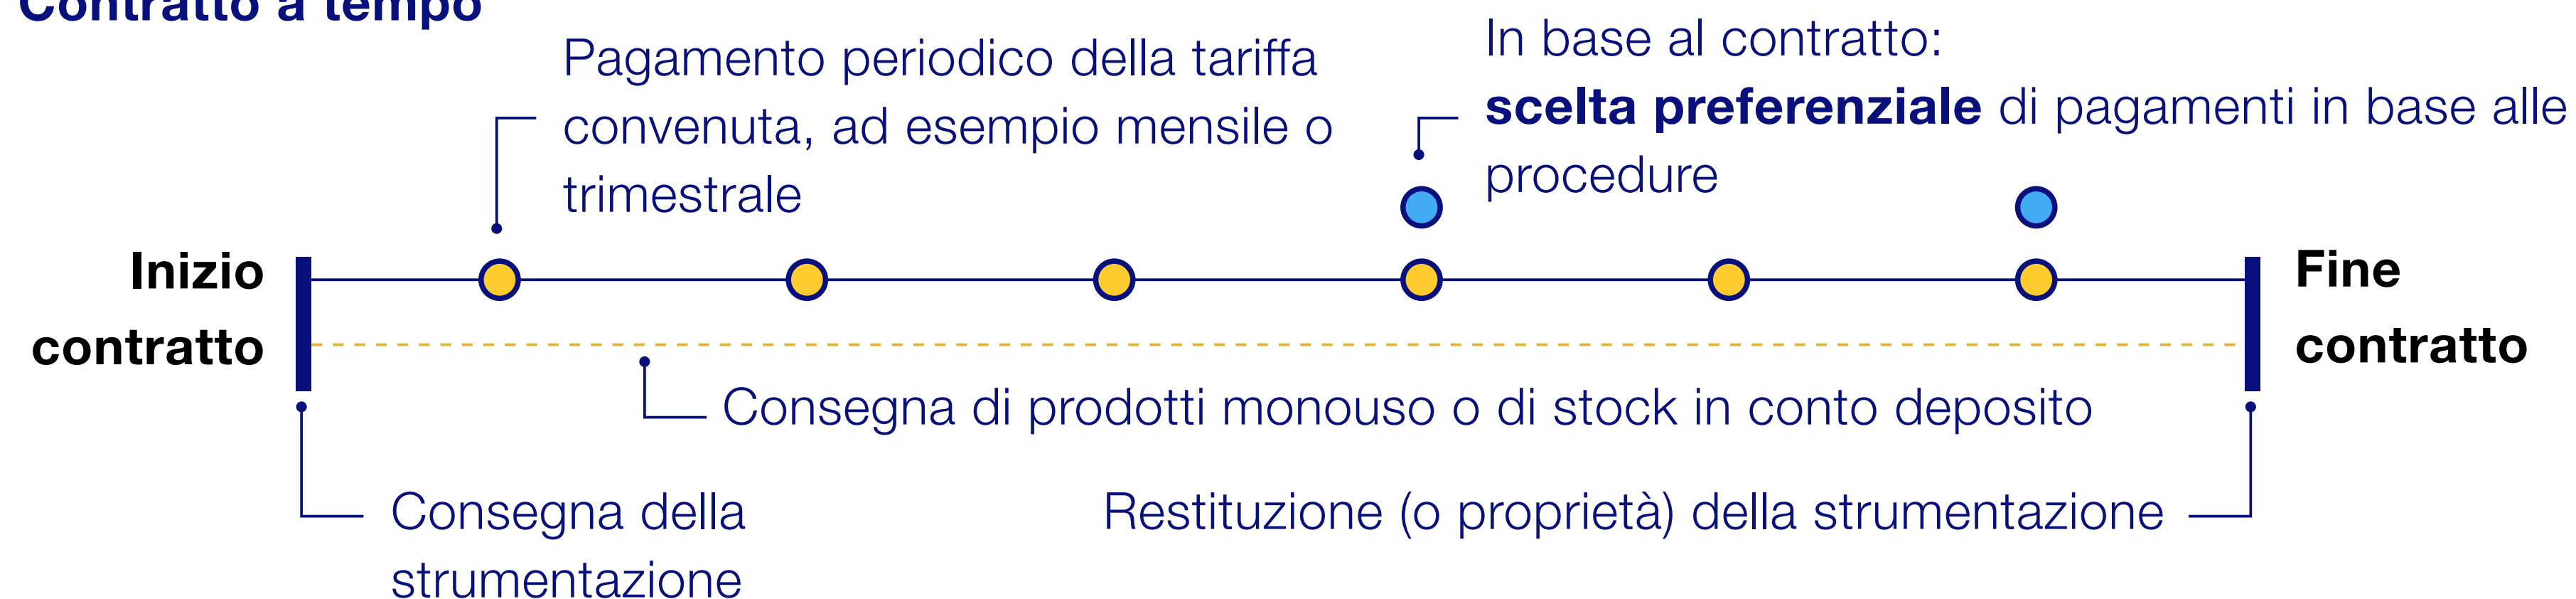 Contratto a tempo
Pagamento periodico della tariffa
convenuta, ad esempio mensile o
trimestrale
In base al contratto:
scelta preferenziale di pagamenti in base alle
procedure
Inizio
contratto
Fine
contratto
Consegna di prodotti monouso o di stock in conto deposito
Consegna della
strumentazione
Restituzione (o proprietà) della strumentazione